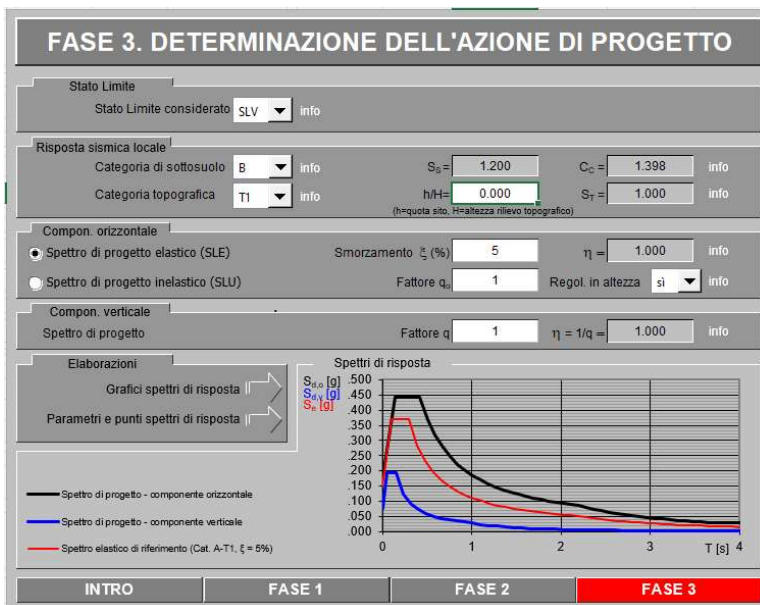 FASE 3. DETERMINAZIONE DELL'AZIONE DI PROGETTO
Stato Limite
Stato Limite considerato SLV info
Risposta sismica locale
Categoria di sottosuolo B info SS = 1.200 CC = 1.398 info
Categoria topografica T1 info h/H= 0.000 ST = 1.000 info
(h=quota sito, H=altezza rilievo topografico)
Compon. orizzontale
Spettro di progetto elastico (SLE) Smorzamento ξ (%) 5 η = 1.000 info
Spettro di progetto inelastico (SLU) Fattore qo 1 Regol. in altezza sì info
Compon. verticale
Spettro di progetto Fattore q 1 η = 1/q = 1.000 info
Elaborazioni
Grafici spettri di risposta
Parametri e punti spettri di risposta
Spettri di risposta
Sd,o [g]
Sd,v [g]
Se [g]
.500
.450
.400
.350
.300
.250
.200
.150
.100
.050
.000
0 1 2 3 T [s] 4
Spettro di progetto - componente orizzontale
Spettro di progetto - componente verticale
Spettro elastico di riferimento (Cat. A-T1, ξ = 5%)
INTRO FASE 1 FASE 2 FASE 3